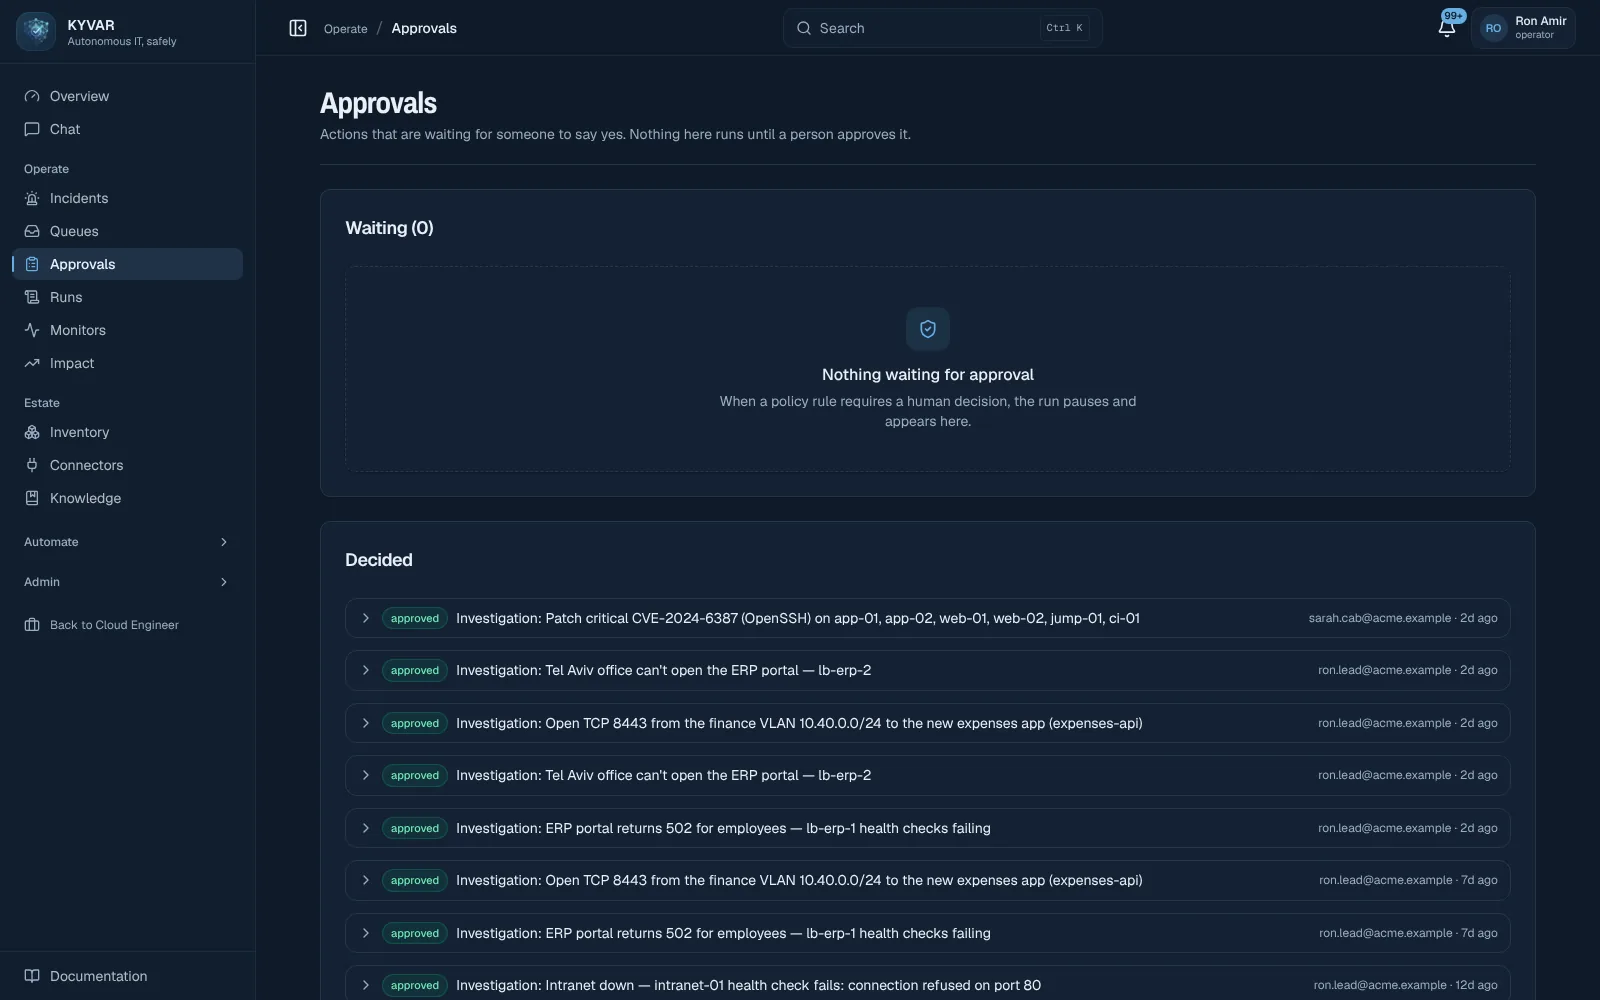 KYVAR
Autonomous IT, safely
Operate / Approvals
Search
Ctrl K
99+
RO
Ron Amir
operator
Overview
Chat
Operate
Incidents
Queues
Approvals
Runs
Monitors
Impact
Estate
Inventory
Connectors
Knowledge
Automate
Admin
Back to Cloud Engineer
Documentation
Approvals
Actions that are waiting for someone to say yes. Nothing here runs until a person approves it.
Waiting (0)
Nothing waiting for approval
When a policy rule requires a human decision, the run pauses and
appears here.
Decided
approved Investigation: Patch critical CVE-2024-6387 (OpenSSH) on app-01, app-02, web-01, web-02, jump-01, ci-01 sarah.cab@acme.example · 2d ago
approved Investigation: Tel Aviv office can't open the ERP portal — lb-erp-2 ron.lead@acme.example · 2d ago
approved Investigation: Open TCP 8443 from the finance VLAN 10.40.0.0/24 to the new expenses app (expenses-api) ron.lead@acme.example · 2d ago
approved Investigation: Tel Aviv office can't open the ERP portal — lb-erp-2 ron.lead@acme.example · 2d ago
approved Investigation: ERP portal returns 502 for employees — lb-erp-1 health checks failing ron.lead@acme.example · 2d ago
approved Investigation: Open TCP 8443 from the finance VLAN 10.40.0.0/24 to the new expenses app (expenses-api) ron.lead@acme.example · 7d ago
approved Investigation: ERP portal returns 502 for employees — lb-erp-1 health checks failing ron.lead@acme.example · 7d ago
approved Investigation: Intranet down — intranet-01 health check fails: connection refused on port 80 ron.lead@acme.example · 12d ago